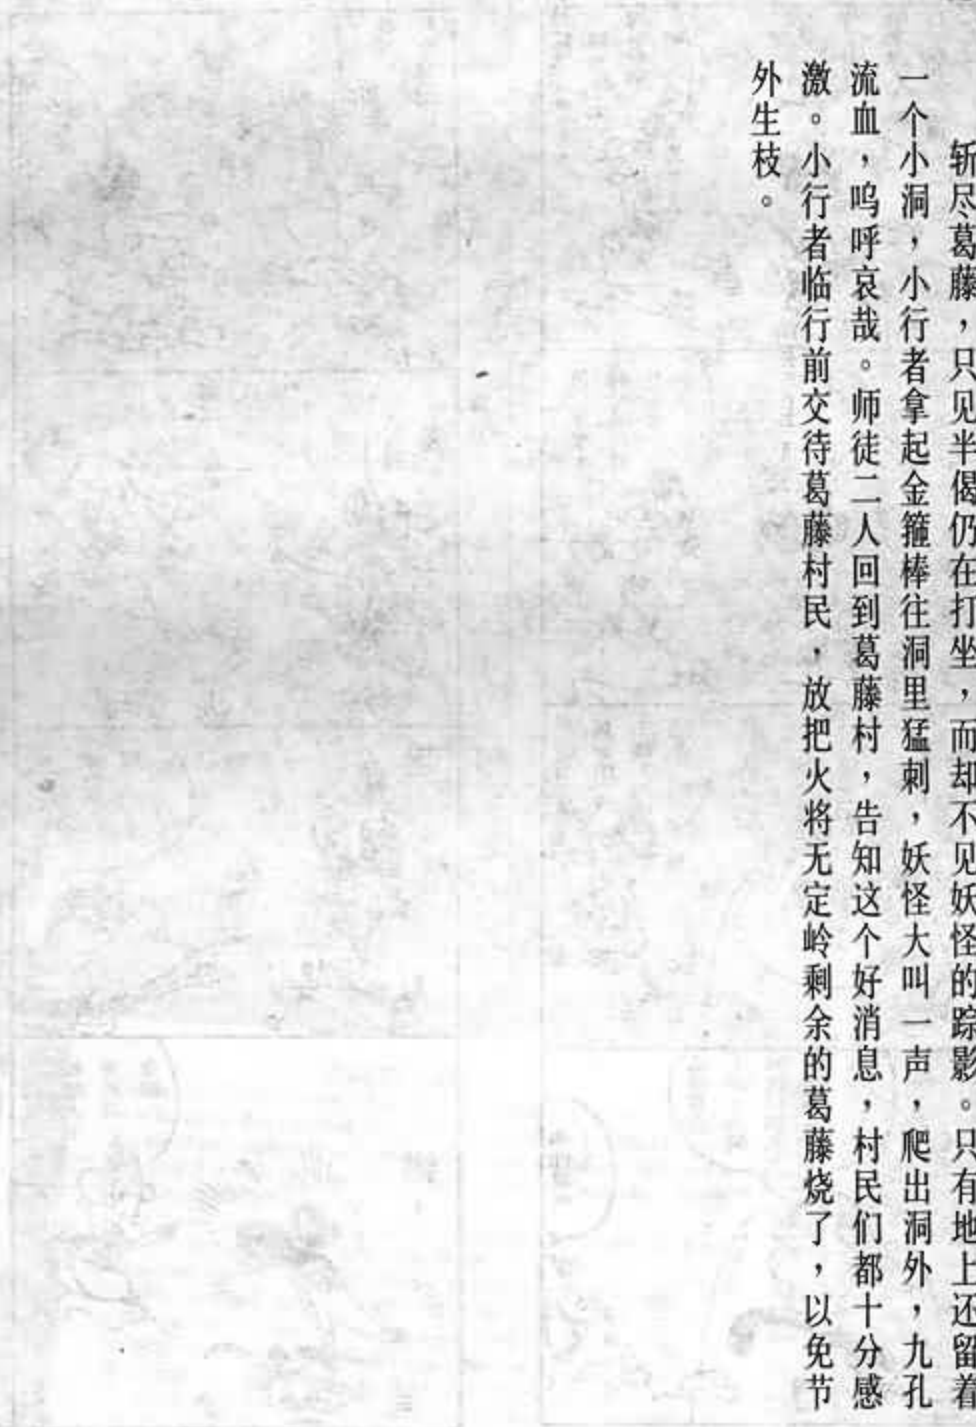 斩尽葛藤，只见半偈仍在打坐，而却不见妖怪的踪影。只有地上还留着
一个小洞，小行者拿起金箍棒往洞里猛刺，妖怪大叫一声，爬出洞外，九孔
流血，呜呼哀哉。师徒二人回到葛藤村，告知这个好消息，村民们都十分感
激。小行者临行前交待葛藤村民，放把火将无定岭剩余的葛藤烧了，以免节
外生枝。